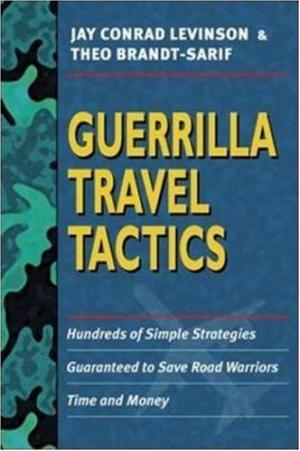 JAY CONRAD LEVINSON &
THEO BRANDT-SARIF
GUERRILLA
TRAVEL
TACTICS
Hundreds of Simple Strategies
Guaranteed to Save Road Warriors
Time and Money